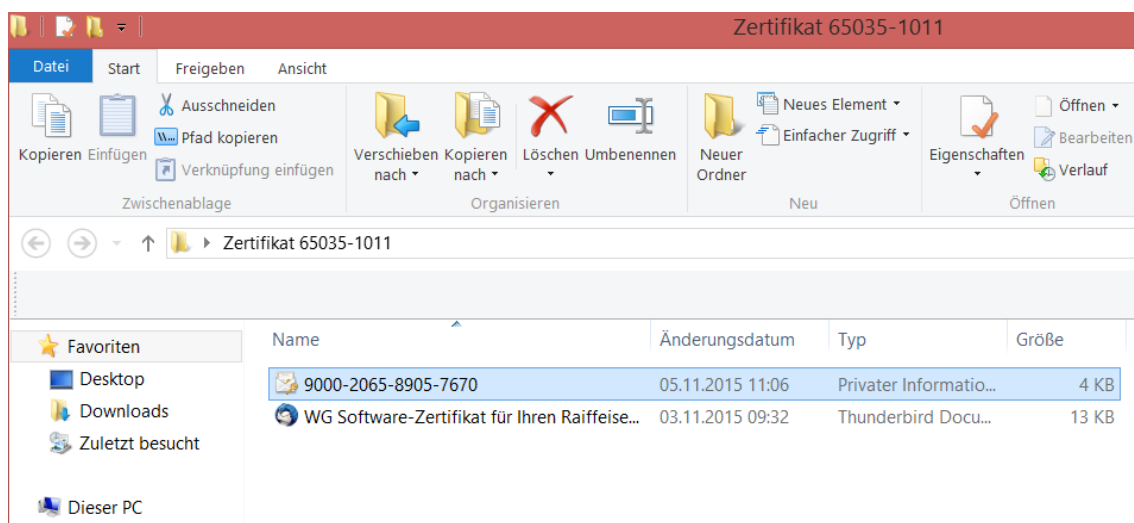 Zertifikat 65035-1011
Datei Start Freigeben Ansicht
Kopieren
Einfügen
Ausschneiden
Pfad kopieren
Verknüpfung einfügen
Zwischenablage
Verschieben nach
Kopieren nach
Löschen
Umbenennen
Organisieren
Neuer Ordner
Neues Element
Einfacher Zugriff
Neu
Eigenschaften
Öffnen
Bearbeiten
Verlauf
Öffnen
Zertifikat 65035-1011
Favoriten
Desktop
Downloads
Zuletzt besucht
Dieser PC
Name Änderungsdatum Typ Größe
9000-2065-8905-7670 05.11.2015 11:06 Privater Informatio... 4 KB
WG Software-Zertifikat für Ihren Raiffeise... 03.11.2015 09:32 Thunderbird Docu... 13 KB